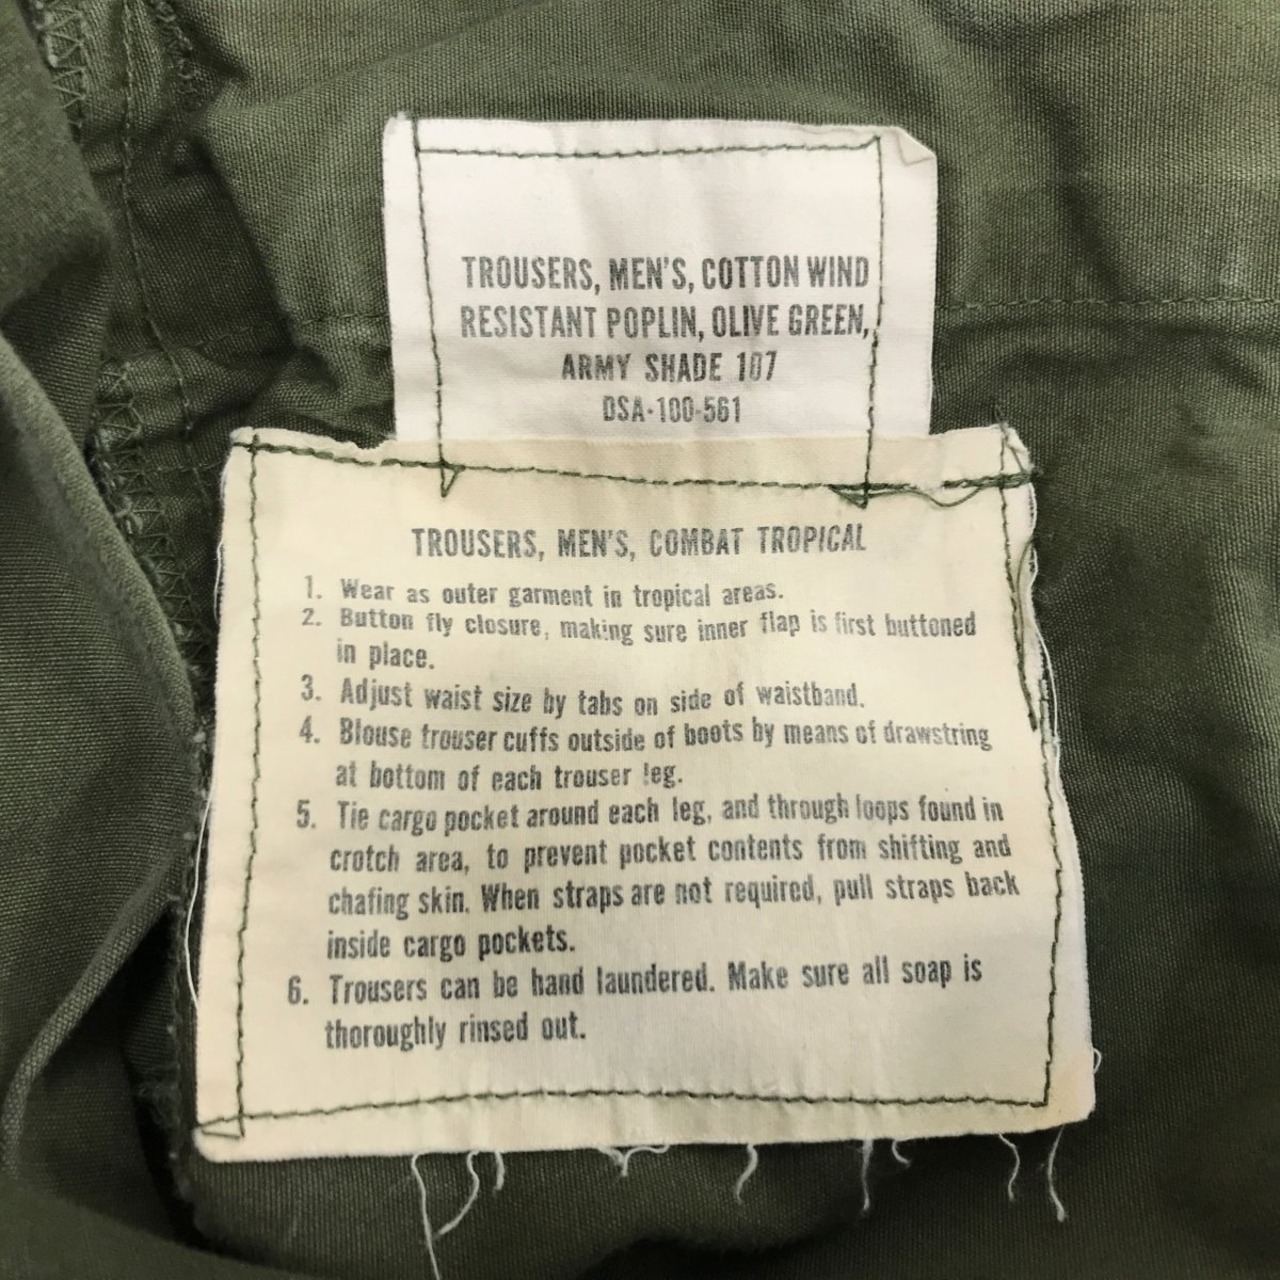 TROUSERS, MEN'S, COTTON WIND
RESISTANT POPLIN, OLIVE GREEN,
ARMY SHADE 107
DSA-100-561
TROUSERS, MEN'S, COMBAT TROPICAL
1. Wear as outer garment in tropical areas.
2. Button fly closure, making sure inner flap is first buttoned
in place.
3. Adjust waist size by tabs on side of waistband.
4. Blouse trouser cuffs outside of boots by means of drawstring
at bottom of each trouser leg.
5. Tie cargo pocket around each leg, and through loops found in
crotch area, to prevent pocket contents from shifting and
chafing skin. When straps are not required, pull straps back
inside cargo pockets.
6. Trousers can be hand laundered. Make sure all soap is
thoroughly rinsed out.